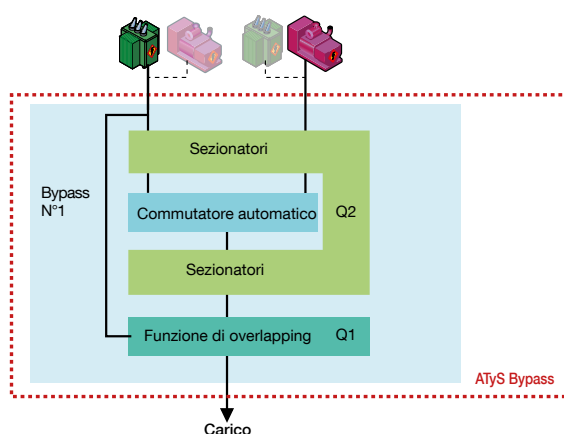 Sezionatori
Bypass
N°1
Commutatore automatico
Q2
Sezionatori
Funzione di overlapping
Q1
ATyS Bypass
Carico